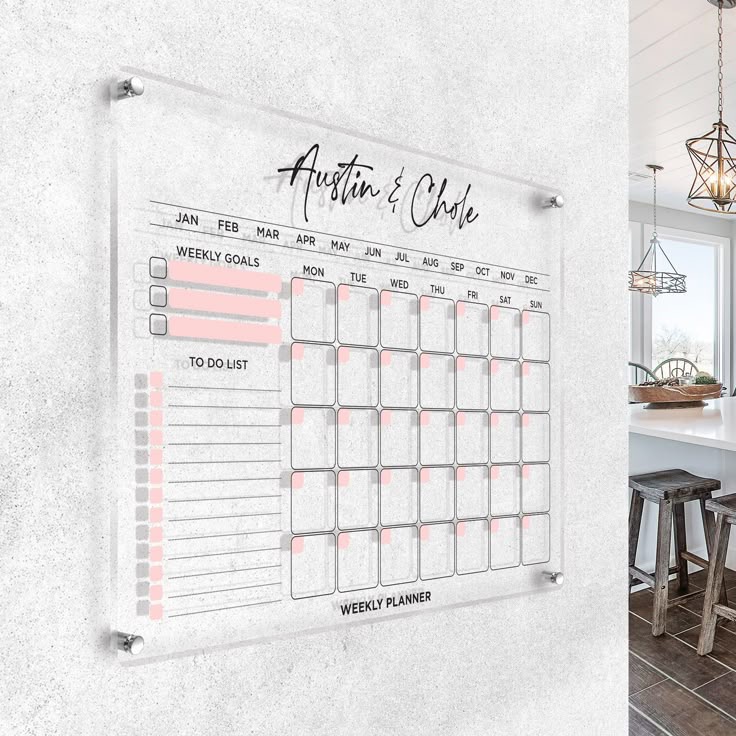 Austin & Chole
JAN FEB MAR APR MAY JUN JUL AUG SEP OCT NOV DEC
WEEKLY GOALS
MON TUE WED THU FRI SAT SUN
TO DO LIST
WEEKLY PLANNER